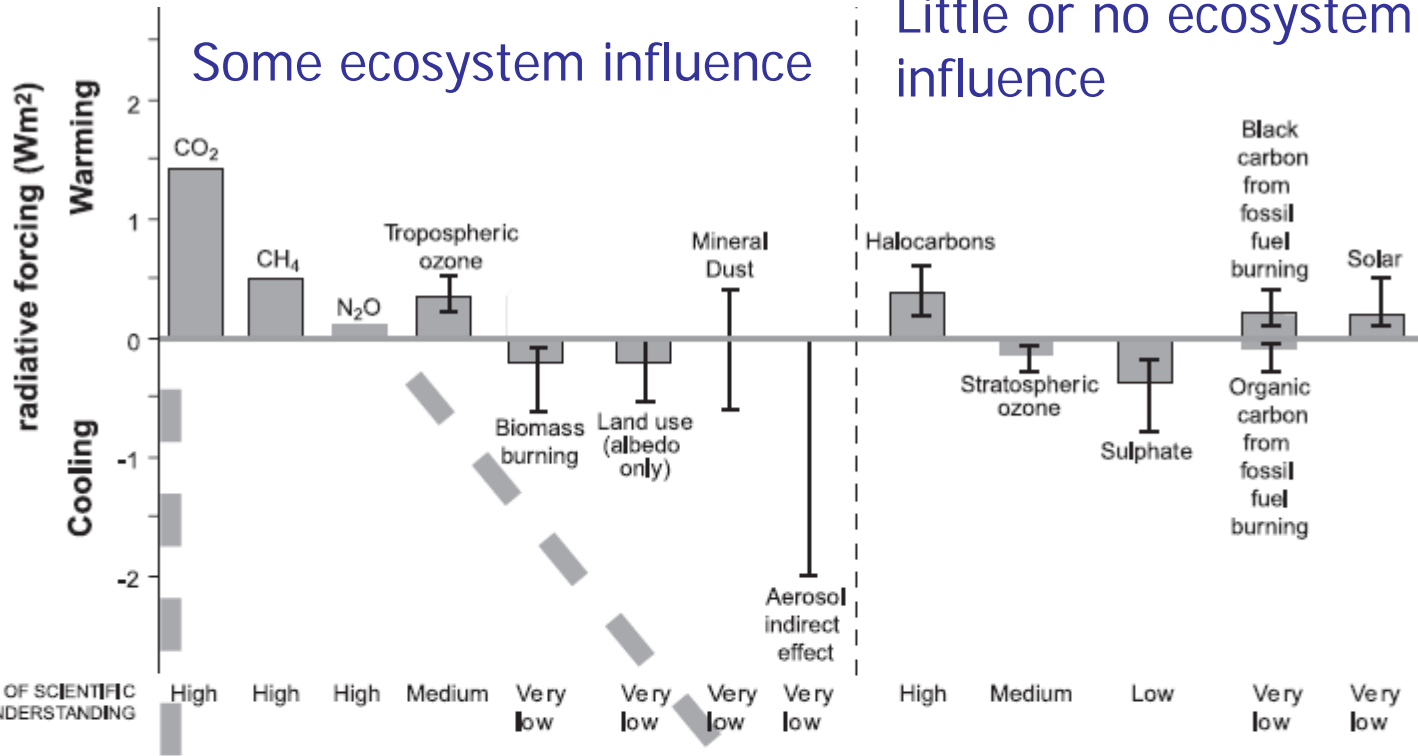 Some ecosystem influence
Little or no ecosystem
influence
radiative forcing (Wm²)
Warming
Cooling
2
1
0
-1
-2
CO₂
CH₄
N₂O
Tropospheric
ozone
Biomass
burning
Land use
(albedo
only)
Mineral
Dust
Aerosol
indirect
effect
Halocarbons
Stratospheric
ozone
Sulphate
Black
carbon
from
fossil
fuel
burning
Organic
carbon
from
fossil
fuel
burning
Solar
OF SCIENTIFIC
NDERSTANDING
High
High
High
Medium
Very
low
Very
low
Very
low
Very
low
High
Medium
Low
Very
low
Very
low